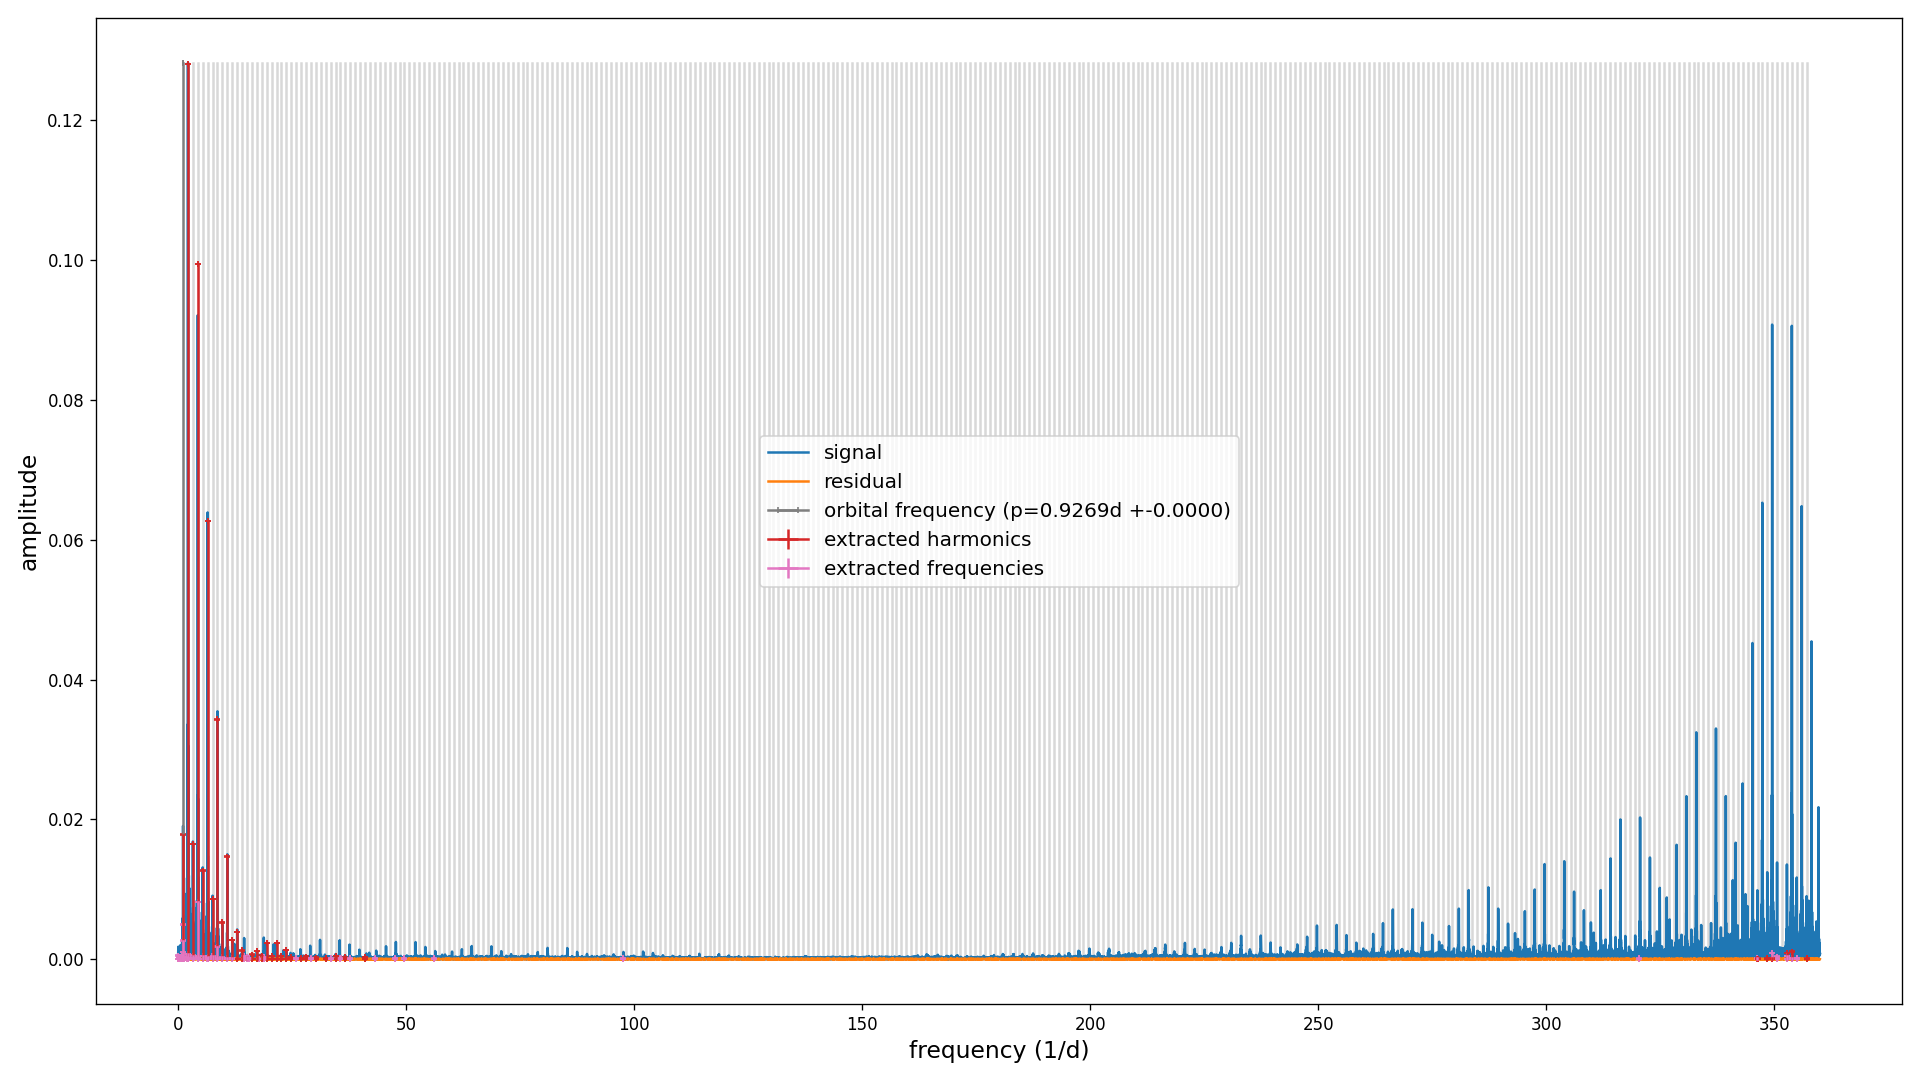 amplitude
0.12
0.10
0.08
0.06
0.04
0.02
0.00
signal
residual
orbital frequency (p=0.9269d +-0.0000)
extracted harmonics
extracted frequencies
0 50 100 150 200 250 300 350
frequency (1/d)